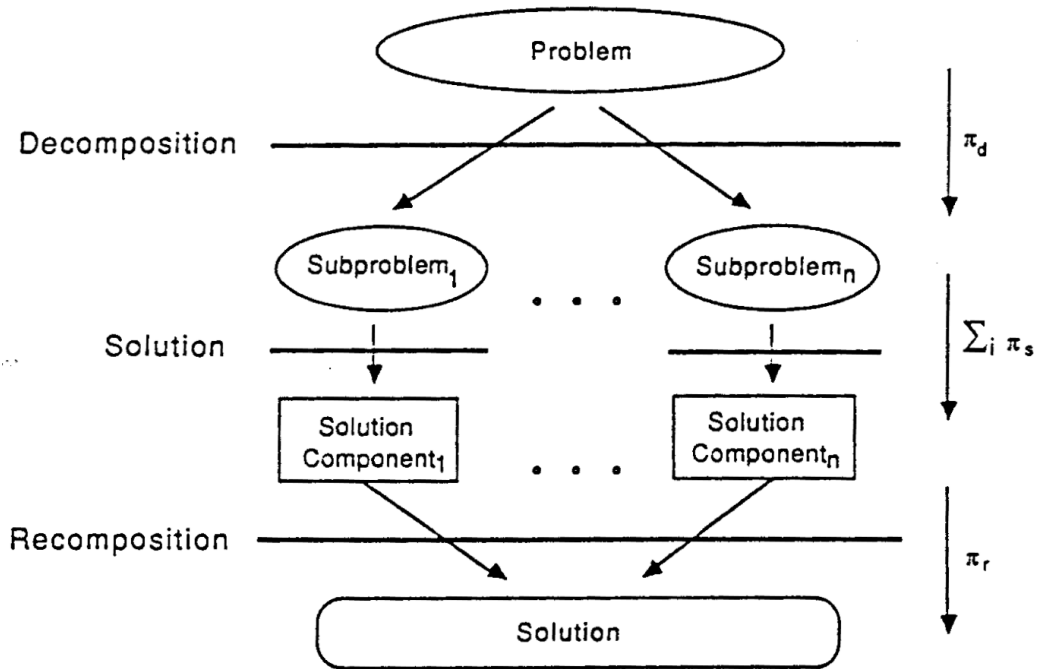 Problem
Decomposition
π_d
Subproblem_1
Subproblem_n
. . .
Solution
∑_i π_s
Solution
Component_1
Solution
Component_n
. . .
Recomposition
π_r
Solution